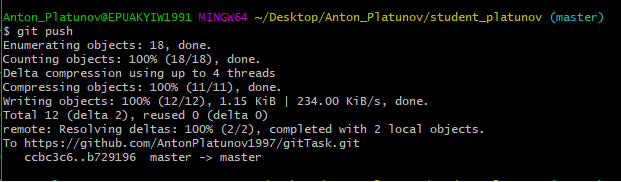 Anton_Platunov@EPUAKYIW1991 MINGW64 ~/Desktop/Anton_Platunov/student_platunov (master)
$ git push
Enumerating objects: 18, done.
Counting objects: 100% (18/18), done.
Delta compression using up to 4 threads
Compressing objects: 100% (11/11), done.
Writing objects: 100% (12/12), 1.15 KiB | 234.00 KiB/s, done.
Total 12 (delta 2), reused 0 (delta 0)
remote: Resolving deltas: 100% (2/2), completed with 2 local objects.
To https://github.com/AntonPlatunov1997/gitTask.git
   ccbc3c6..b729196  master -> master